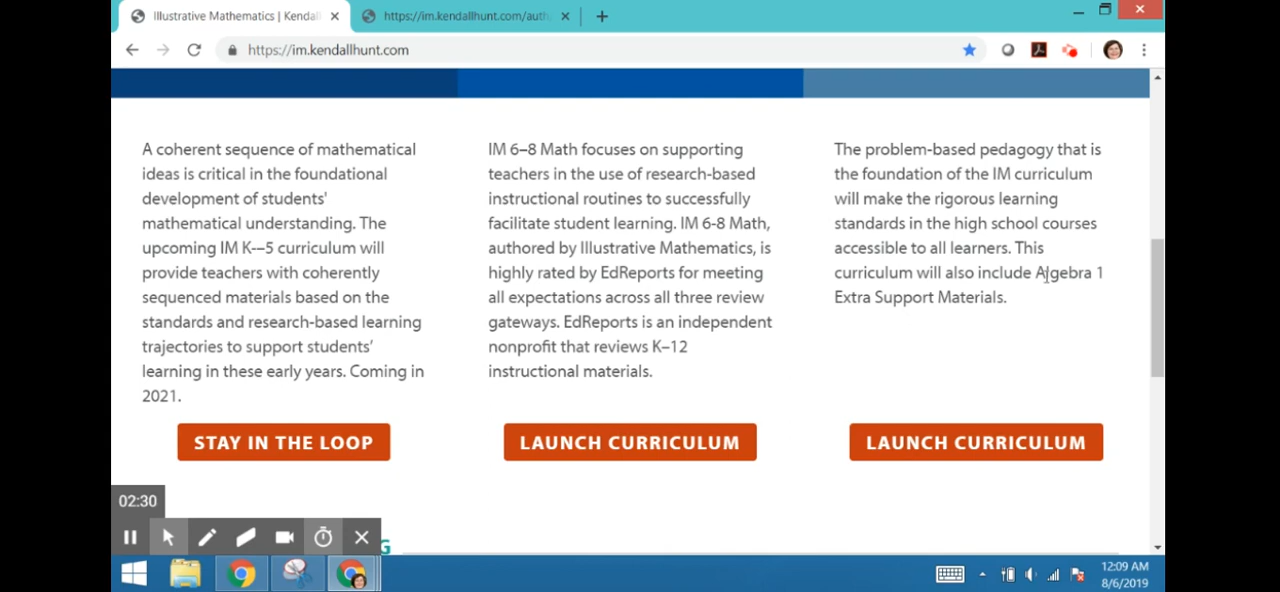 Illustrative Mathematics | Kendal
https://im.kendallhunt.com/auth
https://im.kendallhunt.com
A coherent sequence of mathematical
ideas is critical in the foundational
development of students'
mathematical understanding. The
upcoming IM K-–5 curriculum will
provide teachers with coherently
sequenced materials based on the
standards and research-based learning
trajectories to support students’
learning in these early years. Coming in
2021.
STAY IN THE LOOP
IM 6–8 Math focuses on supporting
teachers in the use of research-based
instructional routines to successfully
facilitate student learning. IM 6-8 Math,
authored by Illustrative Mathematics, is
highly rated by EdReports for meeting
all expectations across all three review
gateways. EdReports is an independent
nonprofit that reviews K–12
instructional materials.
LAUNCH CURRICULUM
The problem-based pedagogy that is
the foundation of the IM curriculum
will make the rigorous learning
standards in the high school courses
accessible to all learners. This
curriculum will also include Algebra 1
Extra Support Materials.
LAUNCH CURRICULUM
02:30
G
12:09 AM
8/6/2019